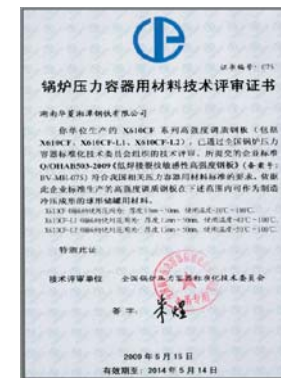 证书编号: C75
锅炉压力容器用材料技术评审证书
湖南华菱湘潭钢铁有限公司
你单位生产的 X610CF 系列高强度调质钢板（包括
X610CF、X610CF-L1、X610CF-L2），已通过全国锅炉压力
容器标准化技术委员会组织的技术评审，所提交的企业标准
Q/OHAB503-2009《低焊接裂纹敏感性高强度钢板》（备案号:
BV-MH-075）符合我国相关压力容器用材料标准的要求。依据
此企业标准生产的高强度调质钢板在下述范围内可作为制造
冷压成形的球形储罐用材料。
特颁此证
技术评审单位 全国锅炉压力容器标准化技术委员会
签字:
2009 年 5 月 15 日
有效期至: 2014 年 5 月 14 日